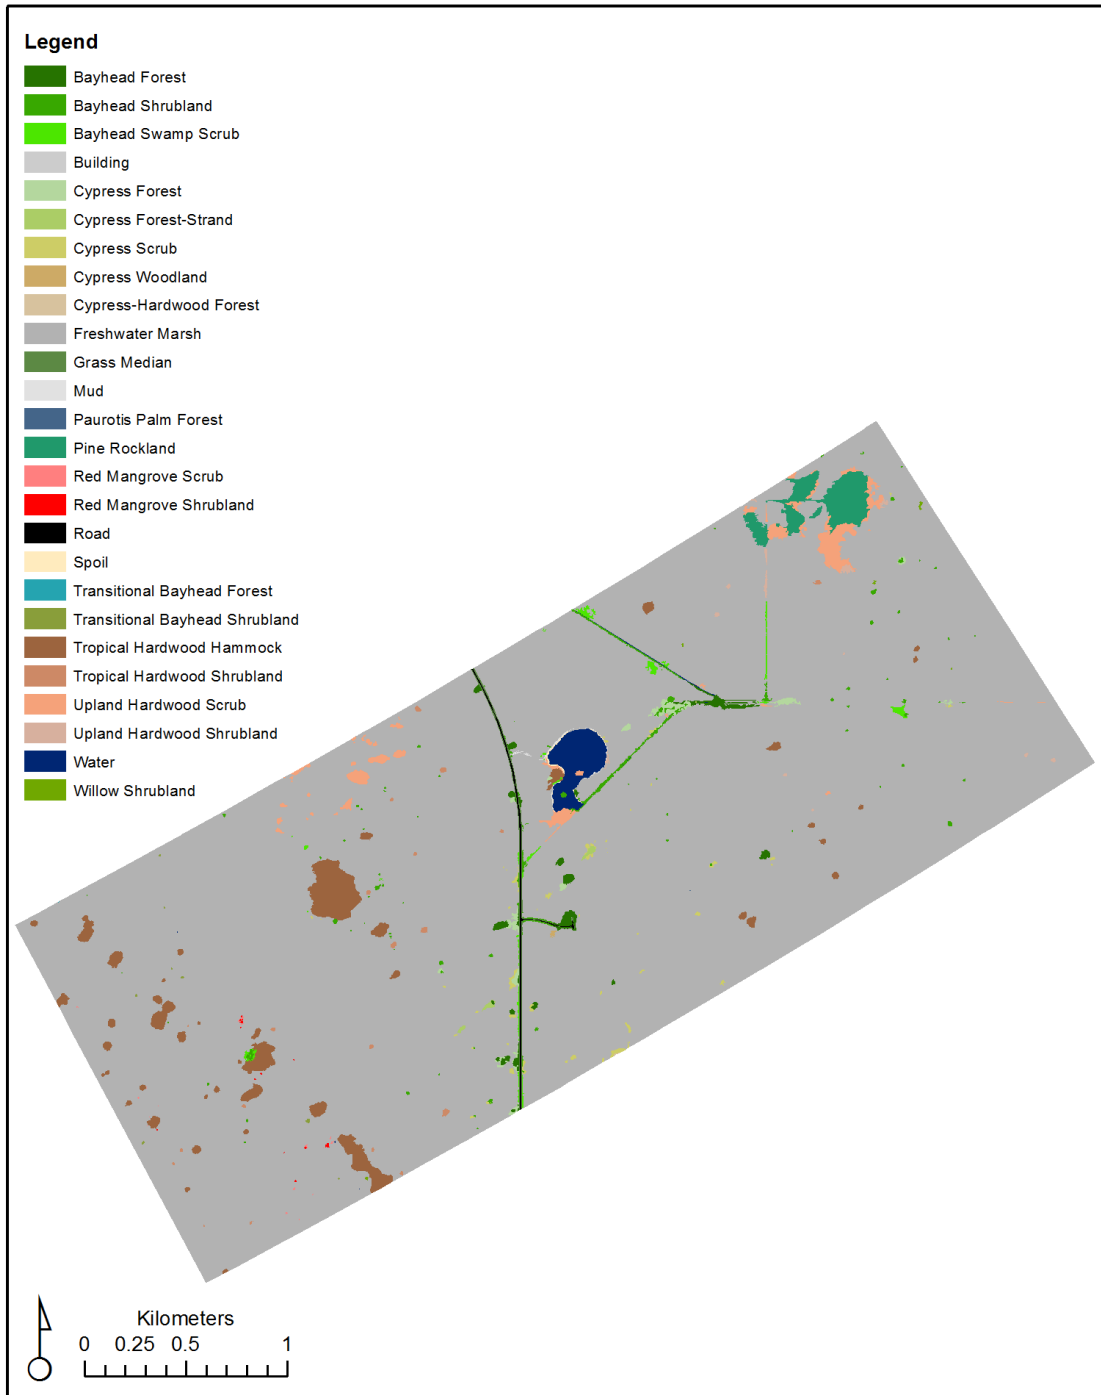 Legend
Bayhead Forest
Bayhead Shrubland
Bayhead Swamp Scrub
Building
Cypress Forest
Cypress Forest-Strand
Cypress Scrub
Cypress Woodland
Cypress-Hardwood Forest
Freshwater Marsh
Grass Median
Mud
Paurotis Palm Forest
Pine Rockland
Red Mangrove Scrub
Red Mangrove Shrubland
Road
Spoil
Transitional Bayhead Forest
Transitional Bayhead Shrubland
Tropical Hardwood Hammock
Tropical Hardwood Shrubland
Upland Hardwood Scrub
Upland Hardwood Shrubland
Water
Willow Shrubland
Kilometers
0 0.25 0.5 1